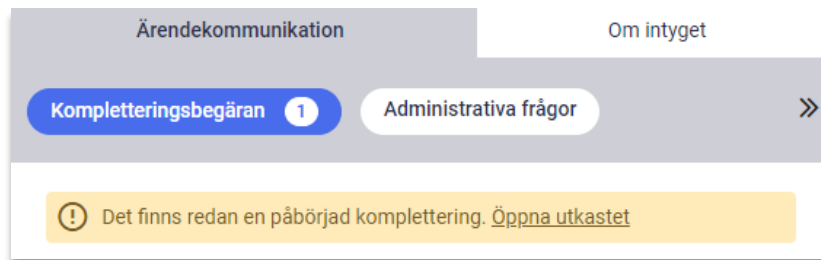 Ärendekommunikation Om intyget
Kompletteringsbegäran 1 Administrativa frågor »
Det finns redan en påbörjad komplettering. Öppna utkastet